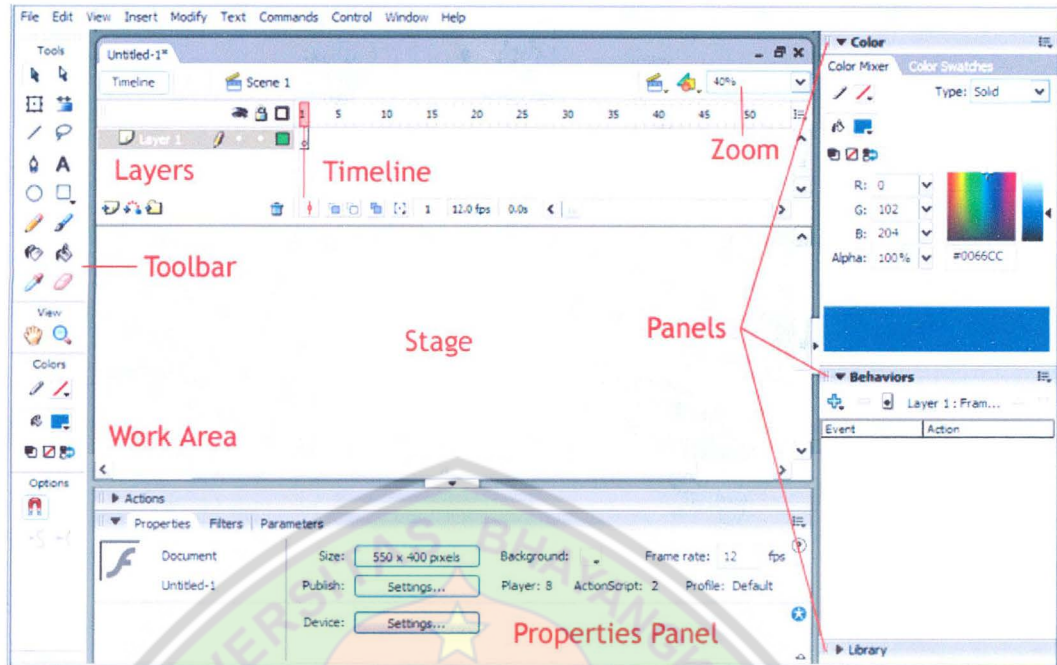 File Edit View Insert Modify Text Commands Control Window Help
Tools
Untitled-1*
Timeline Scene 1 40%
1 5 10 15 20 25 30 35 40 45 50
Layer 1
Layers Timeline Zoom
1 12.0 fps 0.0s
Toolbar
Stage
Work Area
View
Colors
Options
Panels
Color
Color Mixer Color Swatches
Type: Solid
R: 0
G: 102
B: 204
Alpha: 100% #0066CC
Behaviors
Layer 1 : Fram...
Event Action
Library
Actions
Properties Filters Parameters
Document Size: 550 x 400 pixels Background: Frame rate: 12 fps
Untitled-1 Publish: Settings... Player: 8 ActionScript: 2 Profile: Default
Device: Settings...
Properties Panel